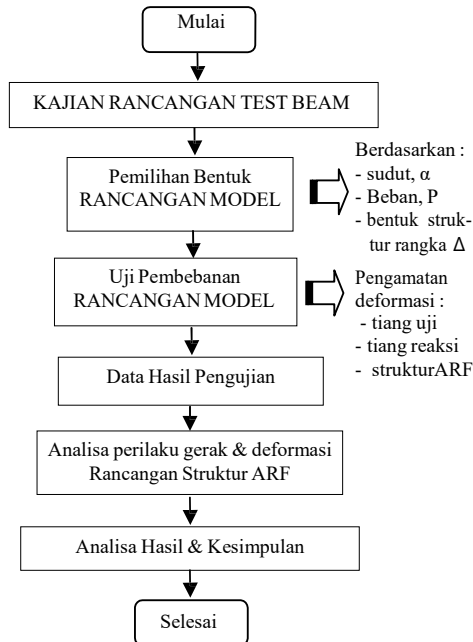 Mulai
KAJIAN RANCANGAN TEST BEAM
Pemilihan Bentuk
RANCANGAN MODEL
Berdasarkan :
- sudut, α
- Beban, P
- bentuk struk-
tur rangka Δ
Uji Pembebanan
RANCANGAN MODEL
Pengamatan
deformasi :
- tiang uji
- tiang reaksi
- strukturARF
Data Hasil Pengujian
Analisa perilaku gerak & deformasi
Rancangan Struktur ARF
Analisa Hasil & Kesimpulan
Selesai